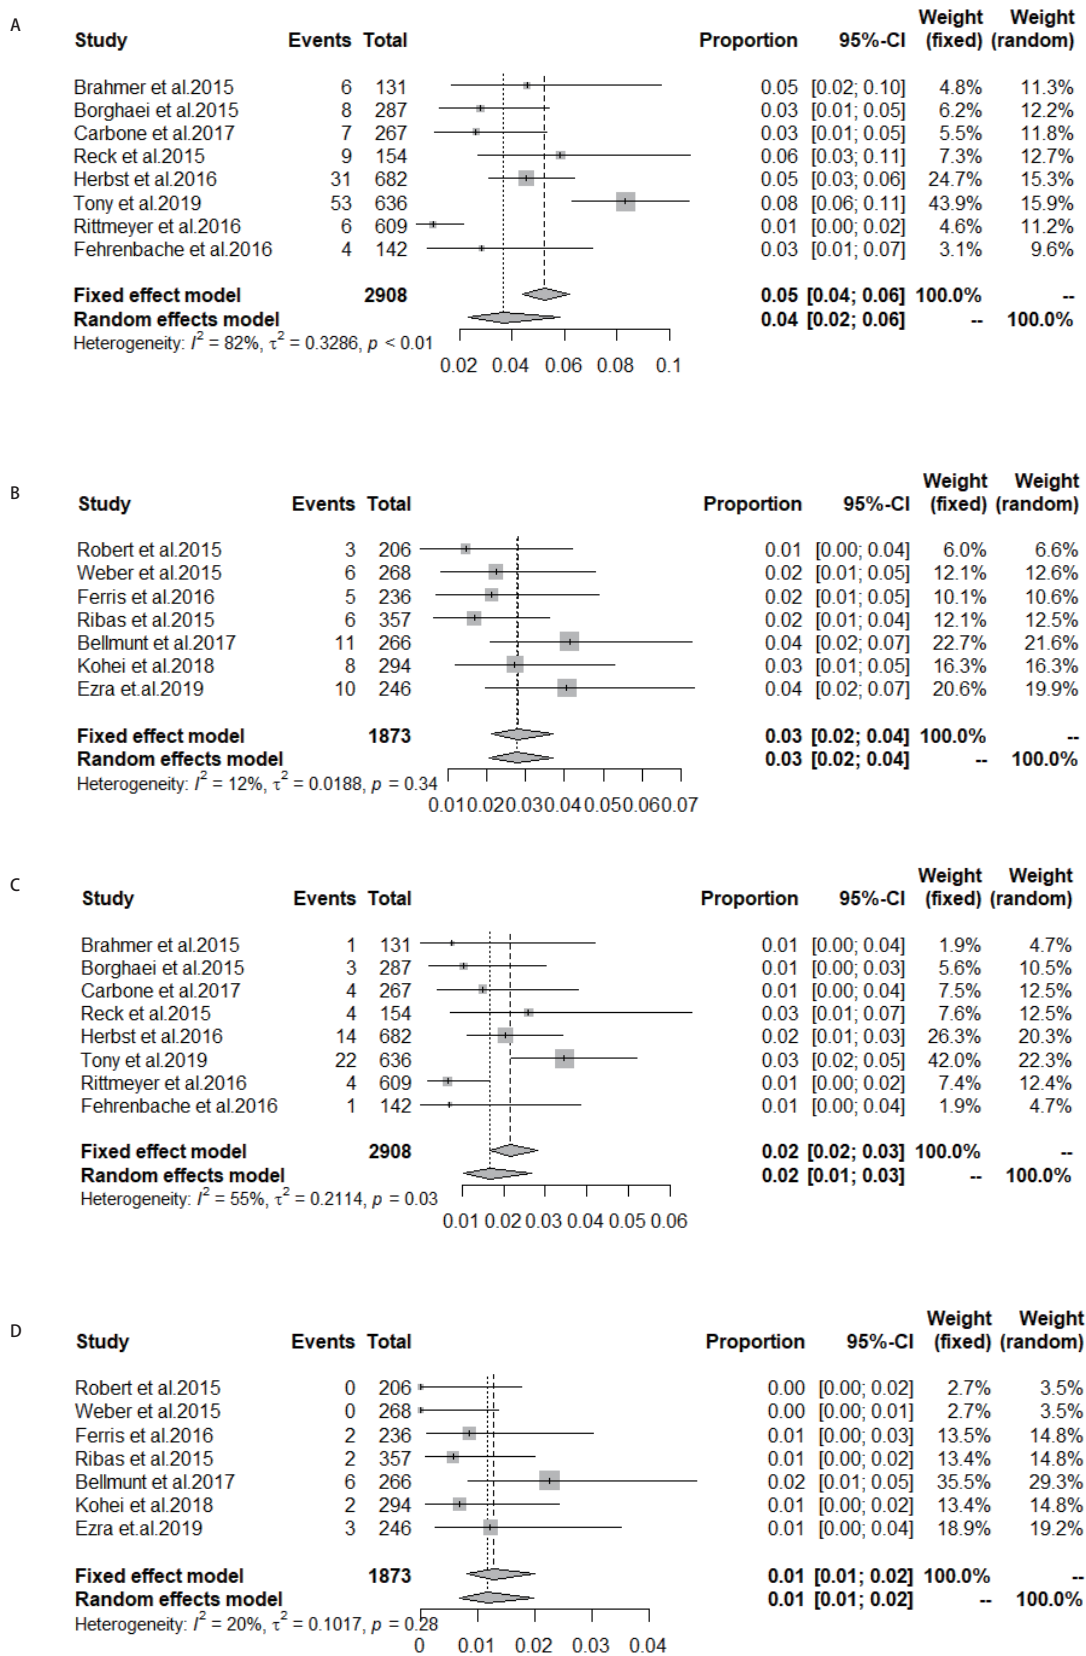 A
Weight Weight
Study Events Total Proportion 95%-CI (fixed) (random)
Brahmer et al.2015 6 131 0.05 [0.02; 0.10] 4.8% 11.3%
Borghaei et al.2015 8 287 0.03 [0.01; 0.05] 6.2% 12.2%
Carbone et al.2017 7 267 0.03 [0.01; 0.05] 5.5% 11.8%
Reck et al.2015 9 154 0.06 [0.03; 0.11] 7.3% 12.7%
Herbst et al.2016 31 682 0.05 [0.03; 0.06] 24.7% 15.3%
Tony et al.2019 53 636 0.08 [0.06; 0.11] 43.9% 15.9%
Rittmeyer et al.2016 6 609 0.01 [0.00; 0.02] 4.6% 11.2%
Fehrenbache et al.2016 4 142 0.03 [0.01; 0.07] 3.1% 9.6%
Fixed effect model 2908 0.05 [0.04; 0.06] 100.0% --
Random effects model 0.04 [0.02; 0.06] -- 100.0%
Heterogeneity: I² = 82%, τ² = 0.3286, p < 0.01
0.02 0.04 0.06 0.08 0.1
B
Weight Weight
Study Events Total Proportion 95%-CI (fixed) (random)
Robert et al.2015 3 206 0.01 [0.00; 0.04] 6.0% 6.6%
Weber et al.2015 6 268 0.02 [0.01; 0.05] 12.1% 12.6%
Ferris et al.2016 5 236 0.02 [0.01; 0.05] 10.1% 10.6%
Ribas et al.2015 6 357 0.02 [0.01; 0.04] 12.1% 12.5%
Bellmunt et al.2017 11 266 0.04 [0.02; 0.07] 22.7% 21.6%
Kohei et al.2018 8 294 0.03 [0.01; 0.05] 16.3% 16.3%
Ezra et.al.2019 10 246 0.04 [0.02; 0.07] 20.6% 19.9%
Fixed effect model 1873 0.03 [0.02; 0.04] 100.0% --
Random effects model 0.03 [0.02; 0.04] -- 100.0%
Heterogeneity: I² = 12%, τ² = 0.0188, p = 0.34
0.01 0.02 0.03 0.04 0.05 0.06 0.07
C
Weight Weight
Study Events Total Proportion 95%-CI (fixed) (random)
Brahmer et al.2015 1 131 0.01 [0.00; 0.04] 1.9% 4.7%
Borghaei et al.2015 3 287 0.01 [0.00; 0.03] 5.6% 10.5%
Carbone et al.2017 4 267 0.01 [0.00; 0.04] 7.5% 12.5%
Reck et al.2015 4 154 0.03 [0.01; 0.07] 7.6% 12.5%
Herbst et al.2016 14 682 0.02 [0.01; 0.03] 26.3% 20.3%
Tony et al.2019 22 636 0.03 [0.02; 0.05] 42.0% 22.3%
Rittmeyer et al.2016 4 609 0.01 [0.00; 0.02] 7.4% 12.4%
Fehrenbache et al.2016 1 142 0.01 [0.00; 0.04] 1.9% 4.7%
Fixed effect model 2908 0.02 [0.02; 0.03] 100.0% --
Random effects model 0.02 [0.01; 0.03] -- 100.0%
Heterogeneity: I² = 55%, τ² = 0.2114, p = 0.03
0.01 0.02 0.03 0.04 0.05 0.06
D
Weight Weight
Study Events Total Proportion 95%-CI (fixed) (random)
Robert et al.2015 0 206 0.00 [0.00; 0.02] 2.7% 3.5%
Weber et al.2015 0 268 0.00 [0.00; 0.01] 2.7% 3.5%
Ferris et al.2016 2 236 0.01 [0.00; 0.03] 13.5% 14.8%
Ribas et al.2015 2 357 0.01 [0.00; 0.02] 13.4% 14.8%
Bellmunt et al.2017 6 266 0.02 [0.01; 0.05] 35.5% 29.3%
Kohei et al.2018 2 294 0.01 [0.00; 0.02] 13.4% 14.8%
Ezra et.al.2019 3 246 0.01 [0.00; 0.04] 18.9% 19.2%
Fixed effect model 1873 0.01 [0.01; 0.02] 100.0% --
Random effects model 0.01 [0.01; 0.02] -- 100.0%
Heterogeneity: I² = 20%, τ² = 0.1017, p = 0.28
0 0.01 0.02 0.03 0.04